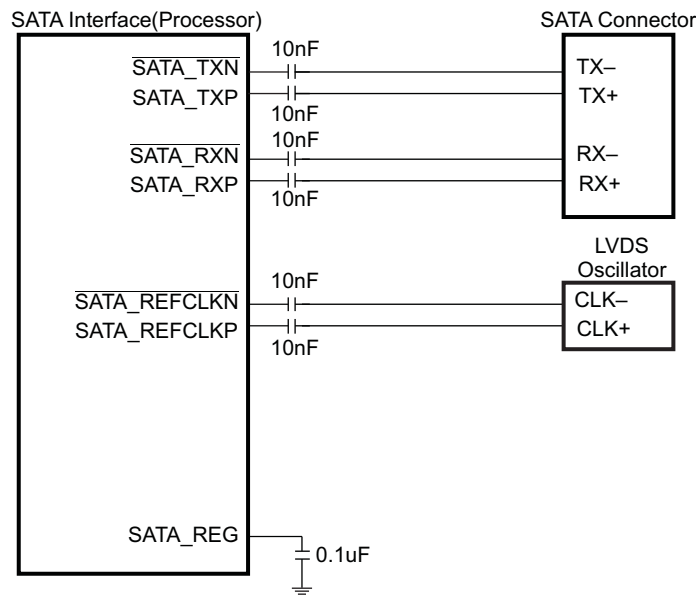 SATA Interface(Processor)
SATA Connector
10nF
SATA_TXN
TX–
SATA_TXP
TX+
10nF
10nF
SATA_RXN
RX–
SATA_RXP
RX+
10nF
LVDS
Oscillator
10nF
SATA_REFCLKN
CLK–
SATA_REFCLKP
CLK+
10nF
SATA_REG
0.1uF